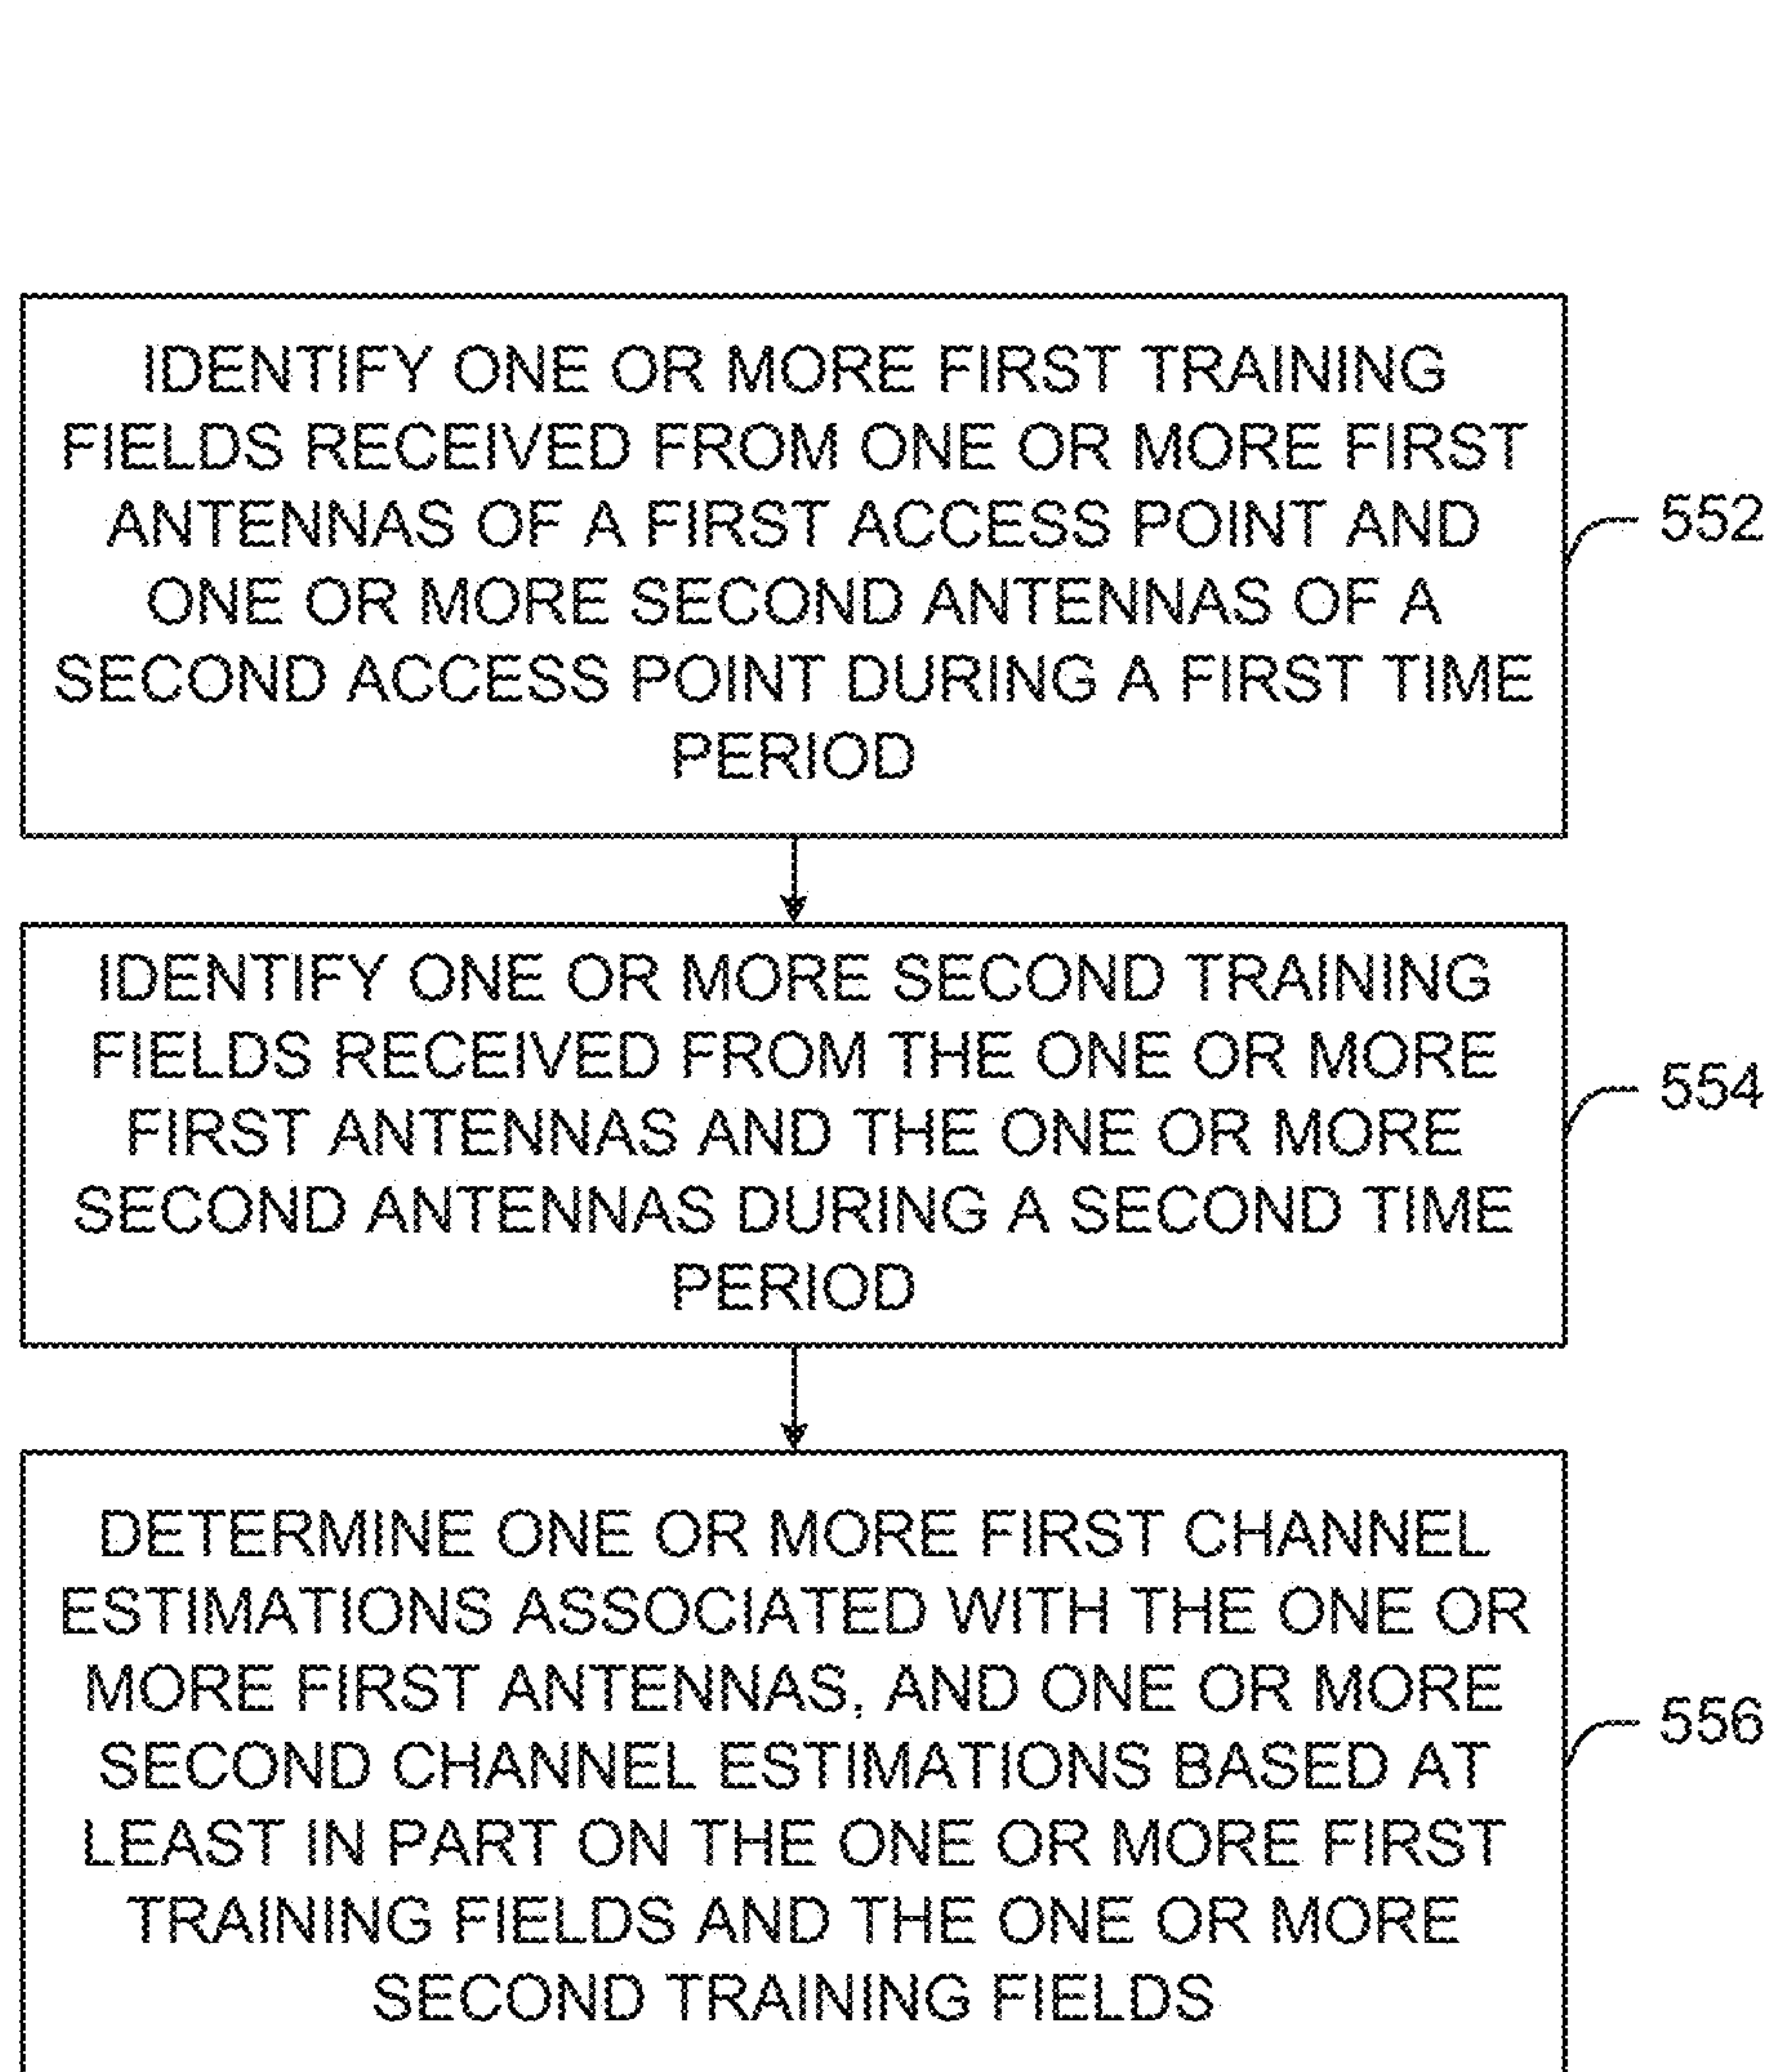 IDENTIFY ONE OR MORE FIRST TRAINING
FIELDS RECEIVED FROM ONE OR MORE FIRST
ANTENNAS OF A FIRST ACCESS POINT AND
ONE OR MORE SECOND ANTENNAS OF A
SECOND ACCESS POINT DURING A FIRST TIME
PERIOD
552
IDENTIFY ONE OR MORE SECOND TRAINING
FIELDS RECEIVED FROM THE ONE OR MORE
FIRST ANTENNAS AND THE ONE OR MORE
SECOND ANTENNAS DURING A SECOND TIME
PERIOD
554
DETERMINE ONE OR MORE FIRST CHANNEL
ESTIMATIONS ASSOCIATED WITH THE ONE OR
MORE FIRST ANTENNAS, AND ONE OR MORE
SECOND CHANNEL ESTIMATIONS BASED AT
LEAST IN PART ON THE ONE OR MORE FIRST
TRAINING FIELDS AND THE ONE OR MORE
SECOND TRAINING FIELDS
556